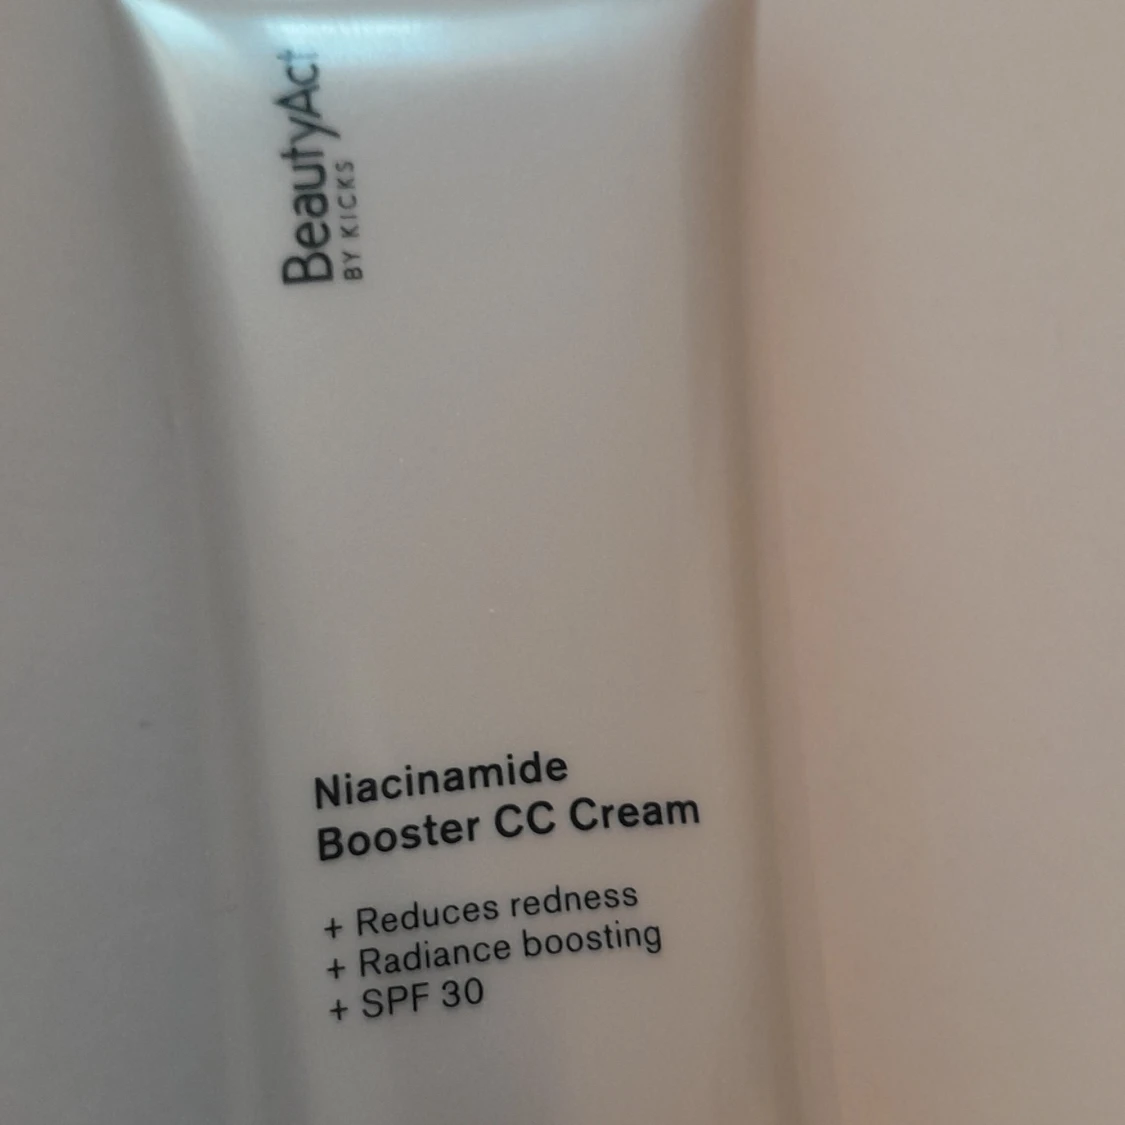 BeautyAct
BY KICKS
Niacinamide
Booster CC Cream
+ Reduces redness
+ Radiance boosting
+ SPF 30